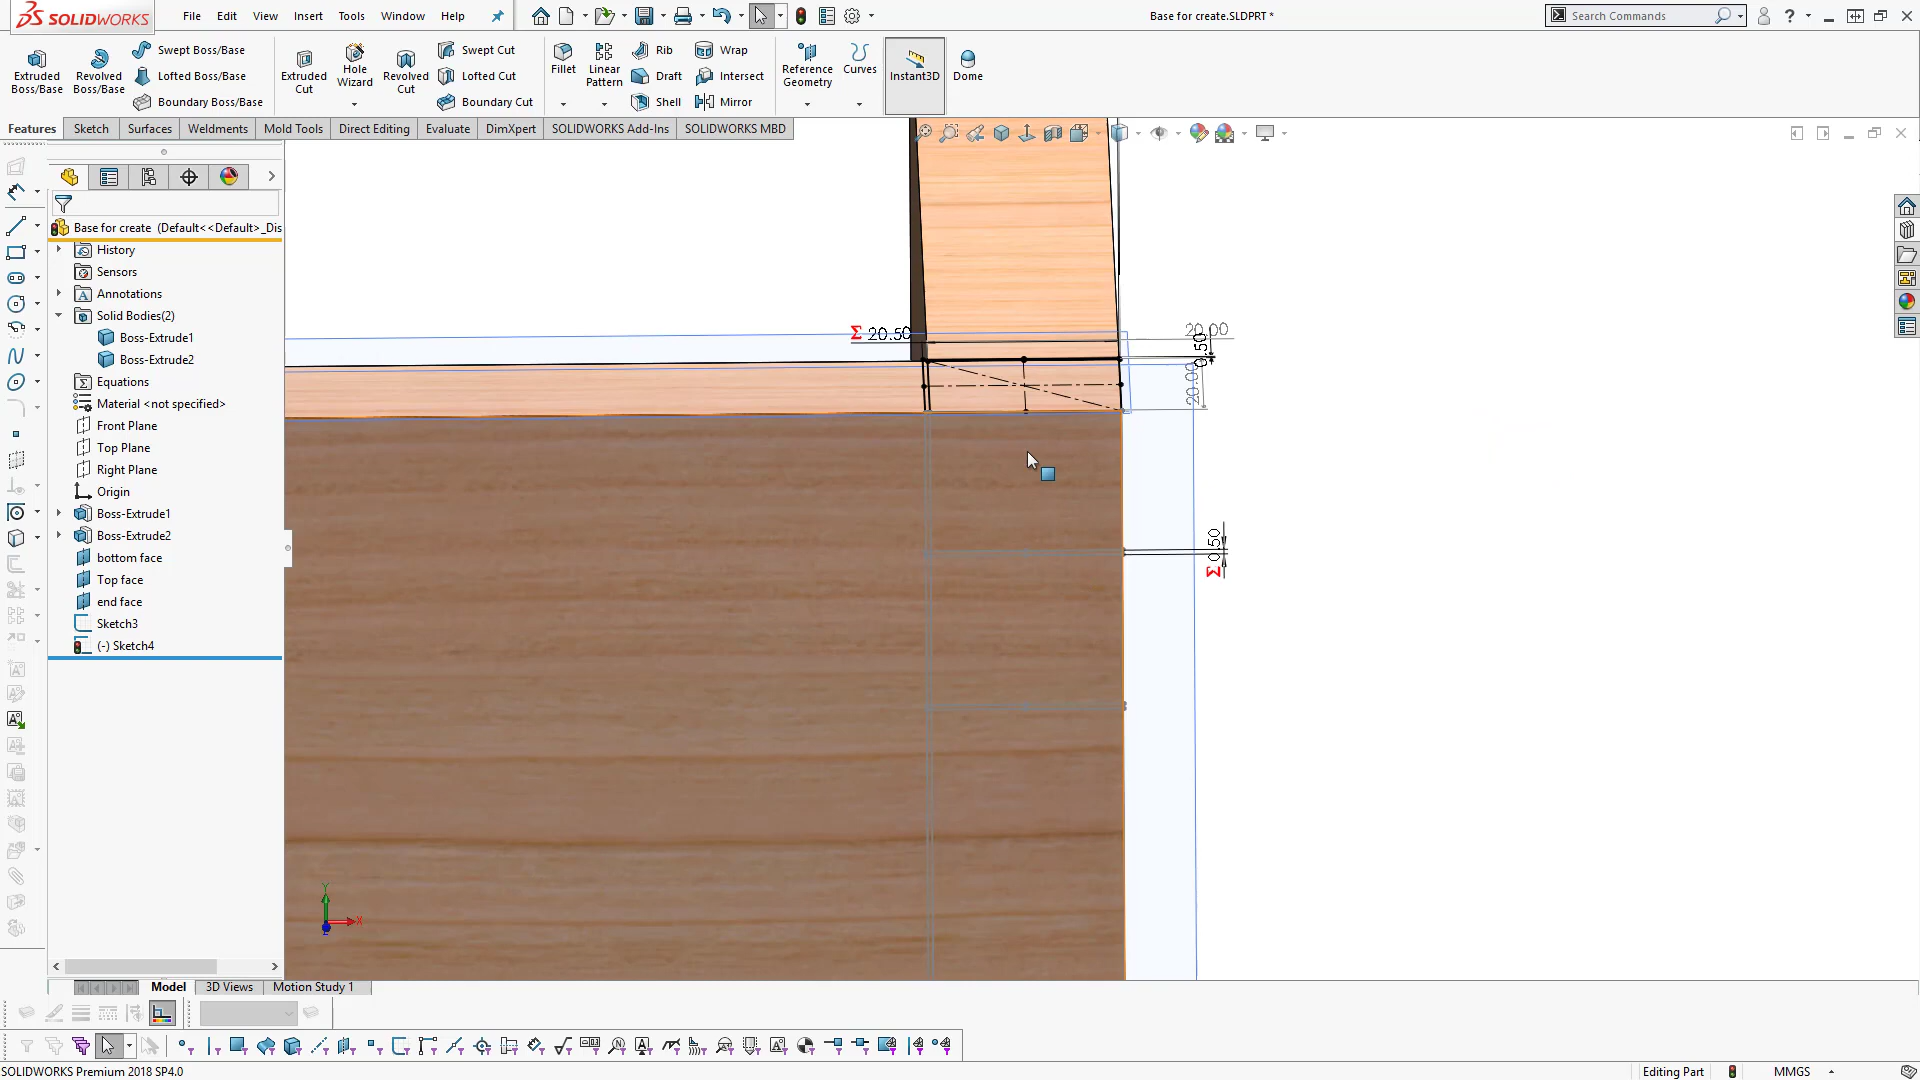 SOLIDWORKS
File Edit View Insert Tools Window Help
Base for create.SLDPRT *
Search Commands
Extruded Boss/Base
Revolved Boss/Base
Swept Boss/Base
Lofted Boss/Base
Boundary Boss/Base
Extruded Cut
Hole Wizard
Revolved Cut
Swept Cut
Lofted Cut
Boundary Cut
Fillet
Linear Pattern
Rib
Draft
Shell
Wrap
Intersect
Mirror
Reference Geometry
Curves
Instant3D
Dome
Features Sketch Surfaces Weldments Mold Tools Direct Editing Evaluate DimXpert SOLIDWORKS Add-Ins SOLIDWORKS MBD
Base for create (Default<<Default>_Dis
History
Sensors
Annotations
Solid Bodies(2)
Boss-Extrude1
Boss-Extrude2
Equations
Material <not specified>
Front Plane
Top Plane
Right Plane
Origin
Boss-Extrude1
Boss-Extrude2
bottom face
Top face
end face
Sketch3
(-) Sketch4
Σ 20.50
20.00
0.50
20.00
Σ 0.50
Y
X
Model 3D Views Motion Study 1
SOLIDWORKS Premium 2018 SP4.0
Editing Part
MMGS